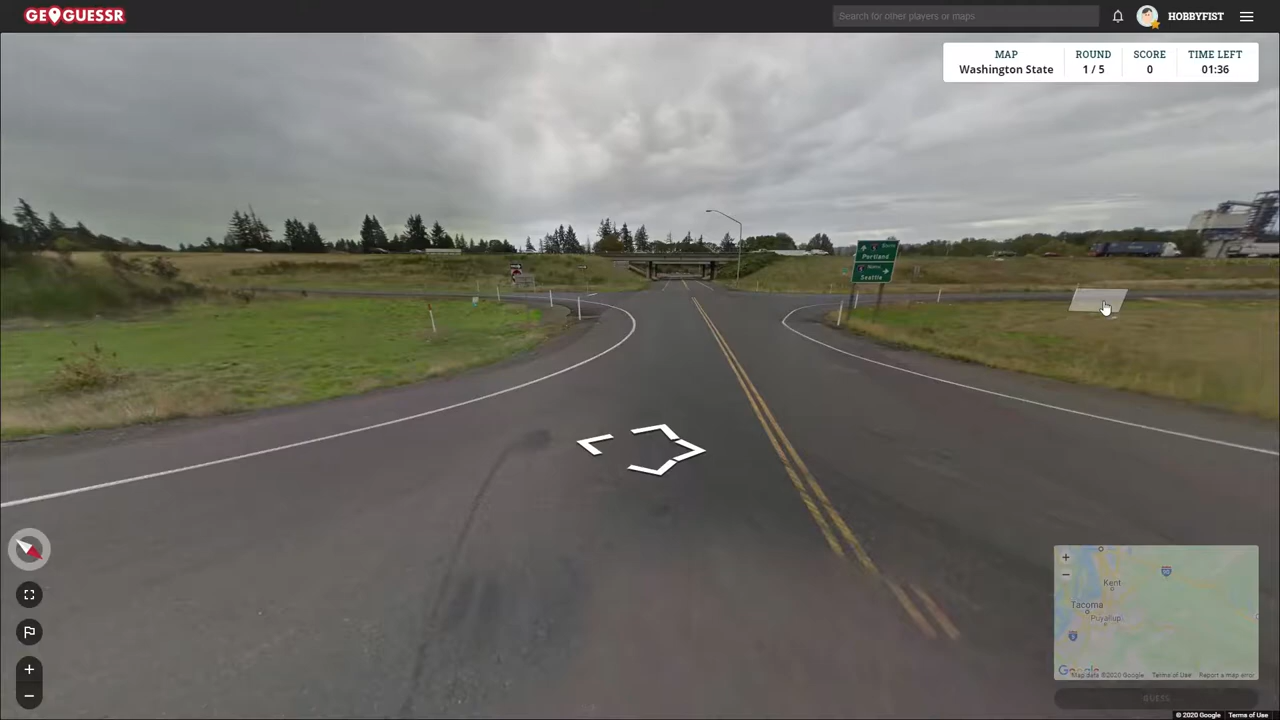 GEOGUESSR
Search for other players or maps
HOBBYFIST
MAP
Washington State
ROUND
1 / 5
SCORE
0
TIME LEFT
01:36
Portland
Seattle
Kent
Tacoma
Puyallup
Google
Map data ©2020 Google
Terms of Use
Report a map error
GUESS
© 2020 Google
Terms of Use